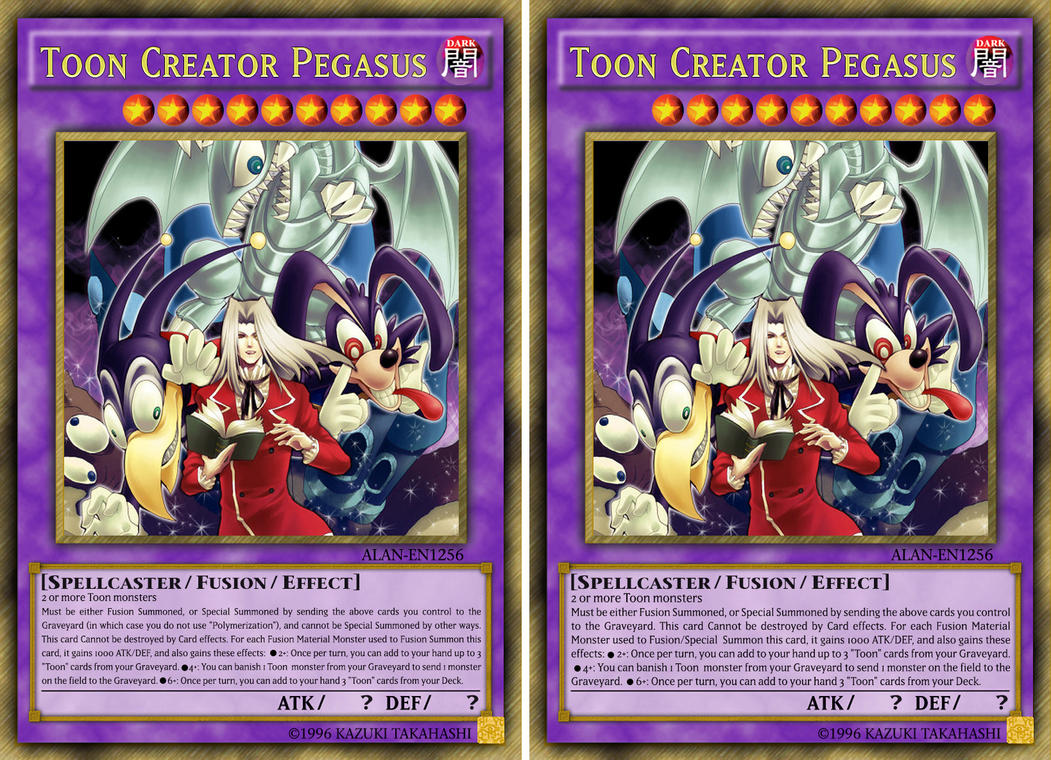 TOON CREATOR PEGASUS
DARK
闇
ALAN-EN1256
[SPELLCASTER / FUSION / EFFECT]
2 or more Toon monsters
Must be either Fusion Summoned, or Special Summoned by sending the above cards you control to the
Graveyard (in which case you do not use "Polymerization"), and cannot be Special Summoned by other ways.
This card Cannot be destroyed by Card effects. For each Fusion Material Monster used to Fusion Summon this
card, it gains 1000 ATK/DEF, and also gains these effects: ●2+: Once per turn, you can add to your hand up to 3
"Toon" cards from your Graveyard. ●4+: You can banish 1 Toon monster from your Graveyard to send 1 monster
on the field to the Graveyard. ●6+: Once per turn, you can add to your hand 3 "Toon" cards from your Deck.
ATK/ ? DEF/ ?
©1996 KAZUKI TAKAHASHI
TOON CREATOR PEGASUS
DARK
闇
ALAN-EN1256
[SPELLCASTER / FUSION / EFFECT]
2 or more Toon monsters
Must be either Fusion Summoned, or Special Summoned by sending the above cards you control
to the Graveyard. This card Cannot be destroyed by Card effects. For each Fusion Material
Monster used to Fusion/Special Summon this card, it gains 1000 ATK/DEF, and also gains these
effects: ● 2+: Once per turn, you can add to your hand up to 3 "Toon" cards from your Graveyard.
●4+: You can banish 1 Toon monster from your Graveyard to send 1 monster on the field to the
Graveyard. ●6+: Once per turn, you can add to your hand 3 "Toon" cards from your Deck.
ATK/ ? DEF/ ?
©1996 KAZUKI TAKAHASHI